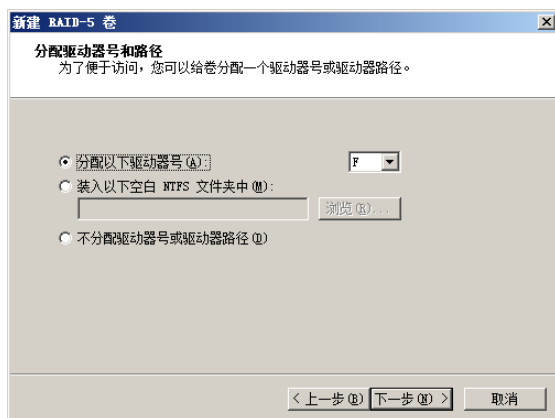 新建 RAID-5 卷
分配驱动器号和路径
为了便于访问，您可以给卷分配一个驱动器号或驱动器路径。
分配以下驱动器号(A): F
装入以下空白 NTFS 文件夹中(M):
浏览(R)...
不分配驱动器号或驱动器路径(D)
< 上一步(B) 下一步(N) > 取消